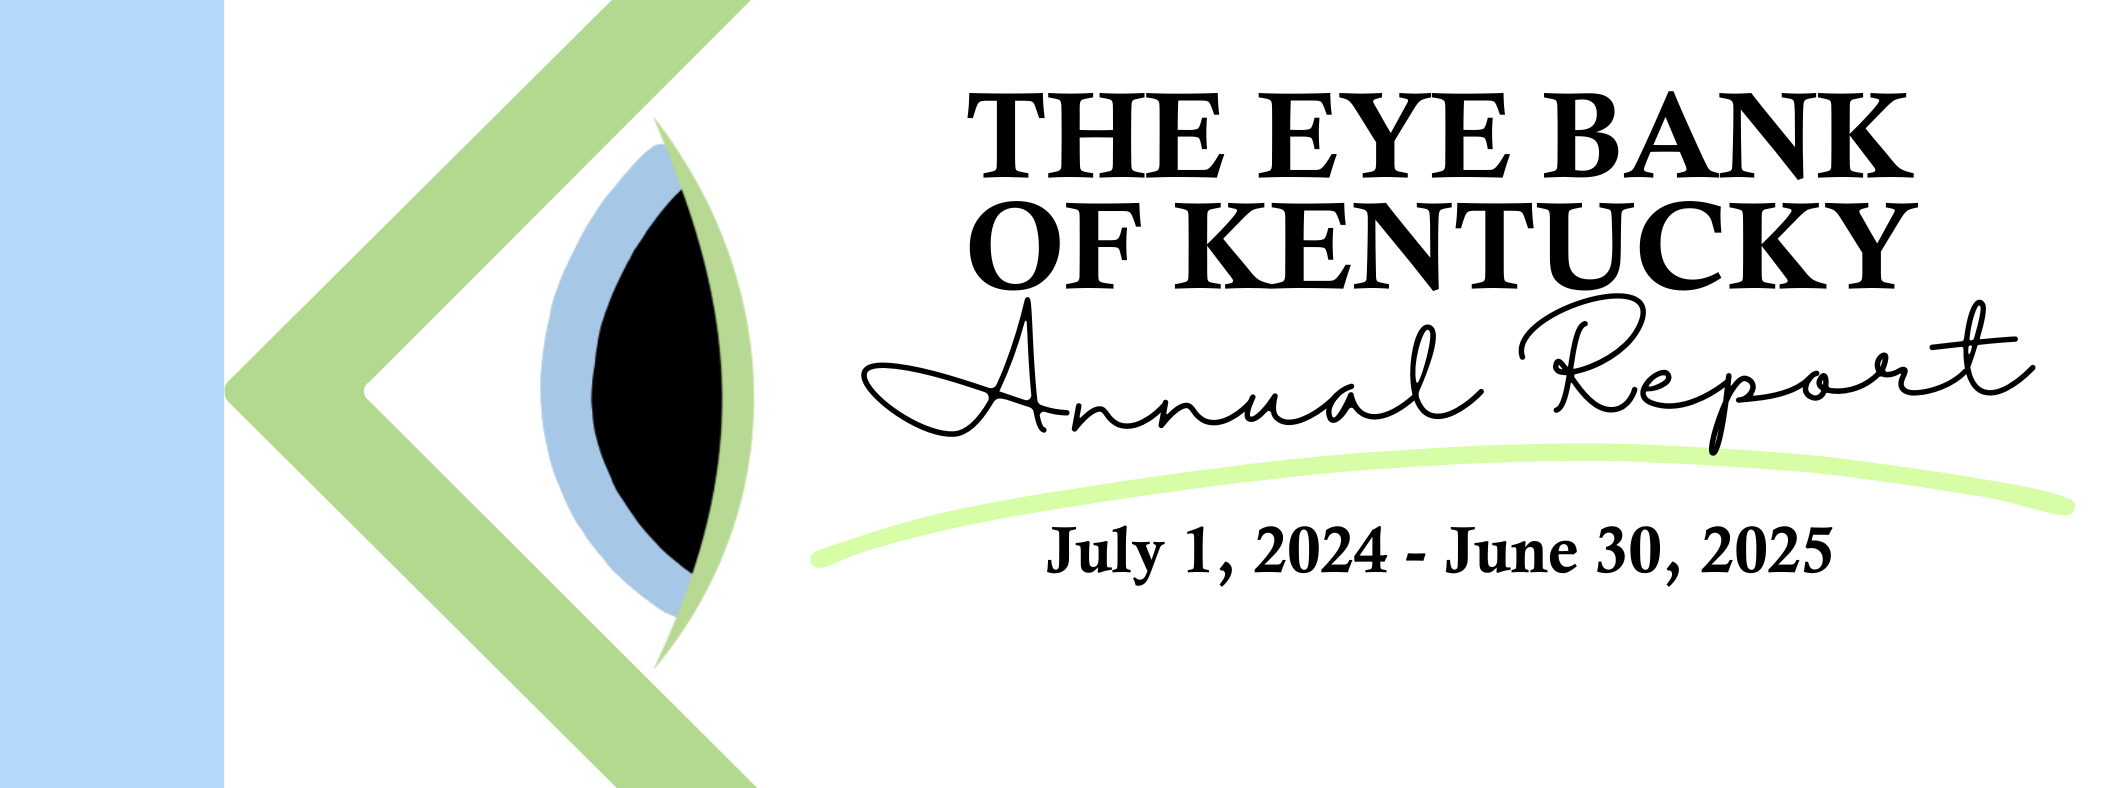 THE EYE BANK
OF KENTUCKY
Annual Report
July 1, 2024 - June 30, 2025